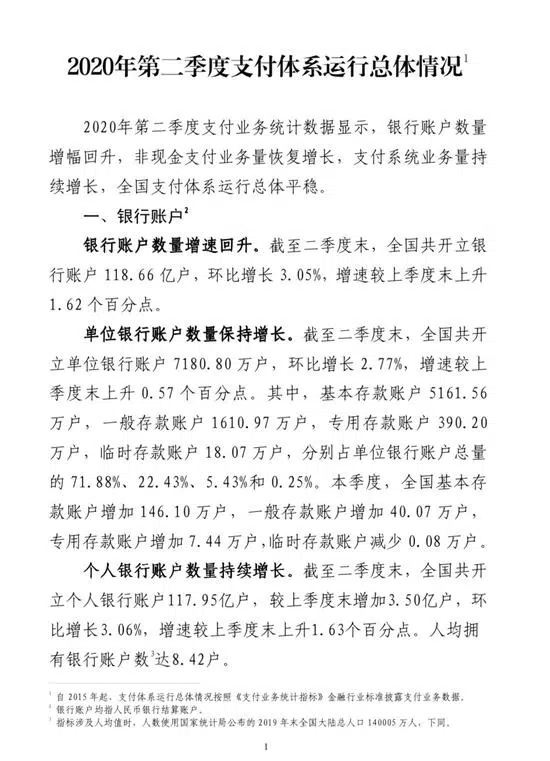 2020年第二季度支付体系运行总体情况1
2020年第二季度支付业务统计数据显示，银行账户数量
增幅回升，非现金支付业务量恢复增长，支付系统业务量持
续增长，全国支付体系运行总体平稳。
一、银行账户2
银行账户数量增速回升。截至二季度末，全国共开立银
行账户 118.66 亿户，环比增长 3.05%，增速较上季度末上升
1.62 个百分点。
单位银行账户数量保持增长。截至二季度末，全国共开
立单位银行账户 7180.80 万户，环比增长 2.77%，增速较上
季度末上升 0.57 个百分点。其中，基本存款账户 5161.56
万户，一般存款账户 1610.97 万户，专用存款账户 390.20
万户，临时存款账户 18.07 万户，分别占单位银行账户总量
的 71.88%、22.43%、5.43%和 0.25%。本季度，全国基本存
款账户增加 146.10 万户，一般存款账户增加 40.07 万户，
专用存款账户增加 7.44 万户，临时存款账户减少 0.08 万户。
个人银行账户数量持续增长。截至二季度末，全国共开
立个人银行账户117.95亿户，较上季度末增加3.50亿户，环
比增长3.06%，增速较上季度末上升1.63个百分点。人均拥
有银行账户数3达8.42户。
1 自 2015 年起，支付体系运行总体情况按照《支付业务统计指标》金融行业标准披露支付业务数据。
2 银行账户均指人民币银行结算账户。
3 指标涉及人均值时，人数使用国家统计局公布的 2019 年末全国大陆总人口 140005 万人，下同。
1